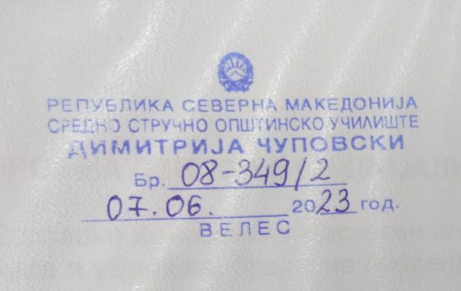 РЕПУБЛИКА СЕВЕРНА МАКЕДОНИЈА
СРЕДНО СТРУЧНО ОПШТИНСКО УЧИЛИШТЕ
ДИМИТРИЈА ЧУПОВСКИ
Бр. 08-349/2
07.06. 2023 год.
ВЕЛЕС